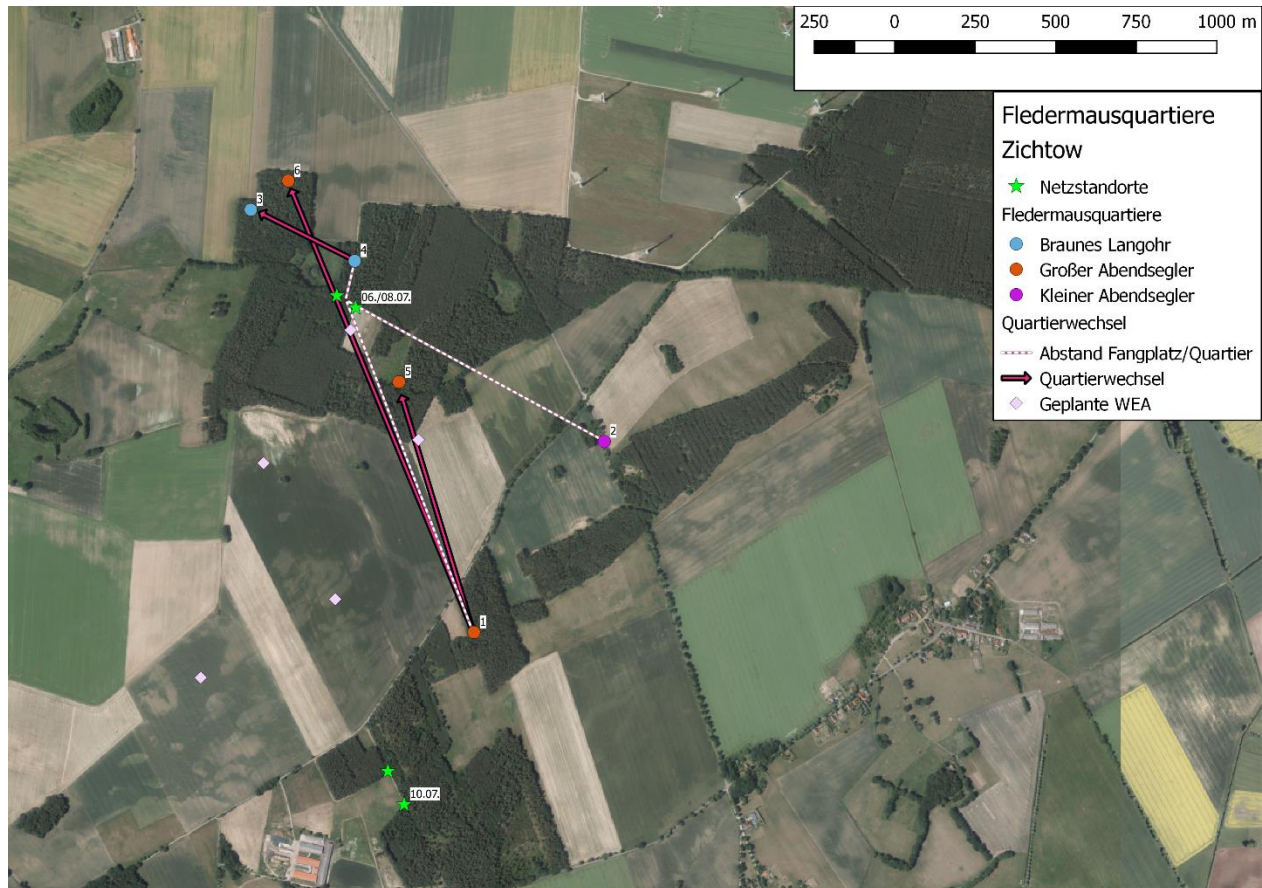 250 0 250 500 750 1000 m
Fledermausquartiere
Zichtow
Netzstandorte
Fledermausquartiere
Braunes Langohr
Großer Abendsegler
Kleiner Abendsegler
Quartierwechsel
Abstand Fangplatz/Quartier
Quartierwechsel
Geplante WEA
6
3
4
06./08.07.
5
2
1
10.07.